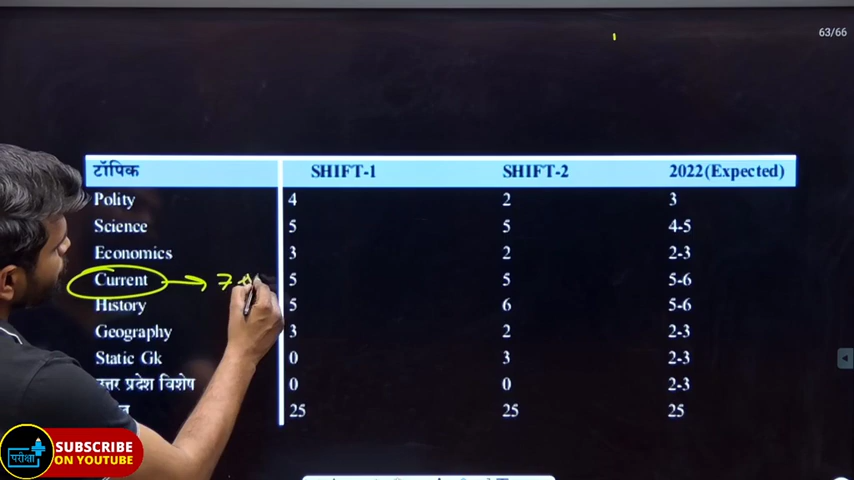 63/66
टॉपिक SHIFT-1 SHIFT-2 2022(Expected)
Polity 4 2 3
Science 5 5 4-5
Economics 3 2 2-3
Current → 7- 5 5 5-6
History 5 6 5-6
Geography 3 2 2-3
Static Gk 0 3 2-3
उत्तर प्रदेश विशेष 0 0 2-3
25 25 25
परीक्षा
SUBSCRIBE
ON YOUTUBE